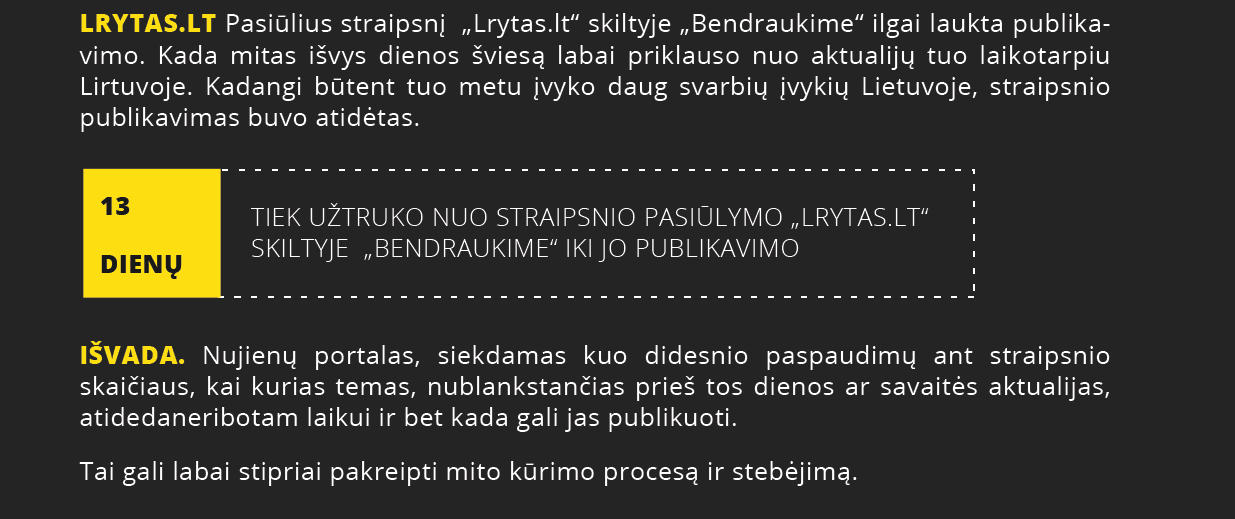 LRYTAS.LT Pasiūlius straipsnį „Lrytas.lt“ skiltyje „Bendraukime“ ilgai laukta publika-
vimo. Kada mitas išvys dienos šviesą labai priklauso nuo aktualijų tuo laikotarpiu
Lirtuvoje. Kadangi būtent tuo metu įvyko daug svarbių įvykių Lietuvoje, straipsnio
publikavimas buvo atidėtas.
13
DIENŲ
TIEK UŽTRUKO NUO STRAIPSNIO PASIŪLYMO „LRYTAS.LT“
SKILTYJE „BENDRAUKIME“ IKI JO PUBLIKAVIMO
IŠVADA. Nujienų portalas, siekdamas kuo didesnio paspaudimų ant straipsnio
skaičiaus, kai kurias temas, nublankstančias prieš tos dienos ar savaitės aktualijas,
atidedaneribotam laikui ir bet kada gali jas publikuoti.
Tai gali labai stipriai pakreipti mito kūrimo procesą ir stebėjimą.